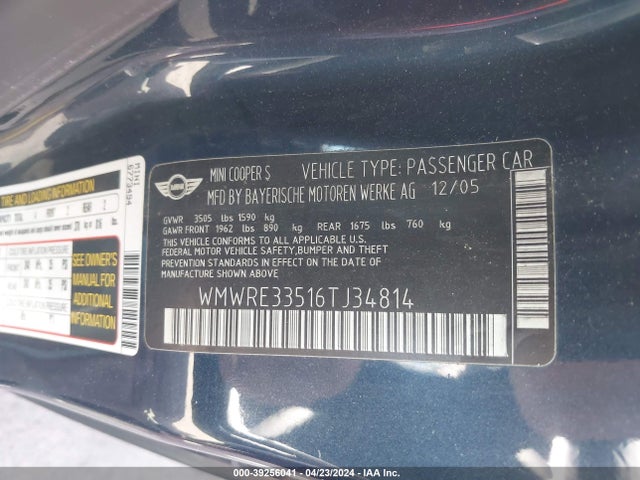 MINI COOPER S VEHICLE TYPE: PASSENGER CAR
MFD BY BAYERISCHE MOTOREN WERKE AG 12/05
GVWR 3505 lbs 1590 kg
GAWR FRONT 1962 lbs 890 kg REAR 1675 lbs 760 kg
THIS VEHICLE CONFORMS TO ALL APPLICABLE U.S.
FEDERAL MOTOR VEHICLE SAFETY,BUMPER AND THEFT
PREVENTION STANDARDS IN EFFECT ON THE DATE OF
MANUFACTURE SHOWN ABOVE.
WMWRE33516TJ34814
MINI
6773494
TIRE AND LOADING INFORMATION
SEE OWNER'S
MANUAL FOR
ADDITIONAL
INFORMATION
000-39256041 - 04/23/2024 - IAA Inc.